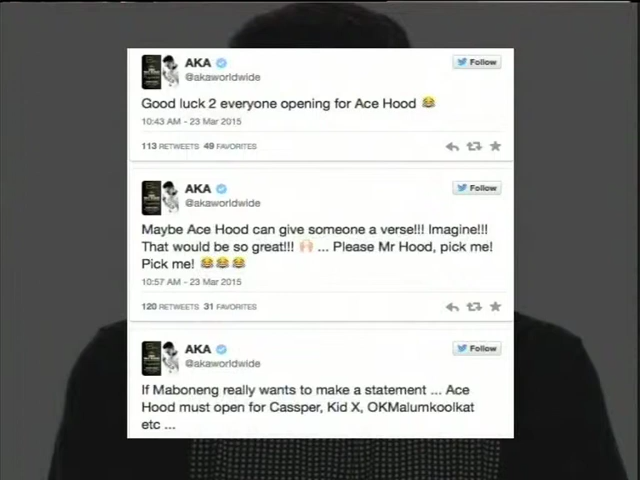 AKA
Follow
@akaworldwide
Good luck 2 everyone opening for Ace Hood 😂
10:43 AM - 23 Mar 2015
113 RETWEETS 49 FAVORITES
AKA
Follow
@akaworldwide
Maybe Ace Hood can give someone a verse!!! Imagine!!!
That would be so great!!! 🙌 ... Please Mr Hood, pick me!
Pick me! 😂😂😂
10:57 AM - 23 Mar 2015
120 RETWEETS 31 FAVORITES
AKA
Follow
@akaworldwide
If Maboneng really wants to make a statement ... Ace
Hood must open for Cassper, Kid X, OKMalumkoolkat
etc ...